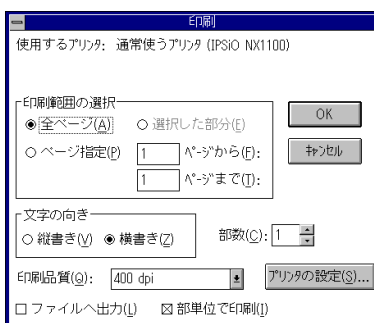 印刷
使用するプリンタ: 通常使うプリンタ (IPSiO NX1100)
印刷範囲の選択
全ページ(A) 選択した部分(E)
ページ指定(P) 1 ページから(F):
1 ページまで(T):
OK
キャンセル
文字の向き
縦書き(V) 横書き(Z)
部数(C): 1
印刷品質(Q): 400 dpi
プリンタの設定(S)...
ファイルへ出力(L) 部単位で印刷(I)